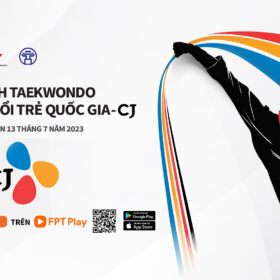 H TAEKWONDO
ỔI TRẺ QUỐC GIA-CJ
N 13 THÁNG 7 NĂM 2023
CJ
TRÊN FPT Play
Google Play
App Store